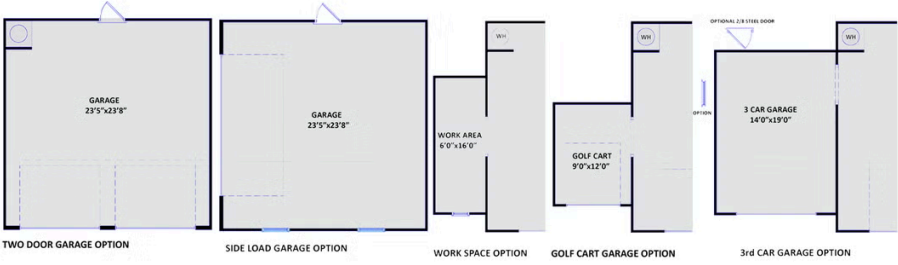 GARAGE
23'5"x23'8"
TWO DOOR GARAGE OPTION
GARAGE
23'5"x23'8"
SIDE LOAD GARAGE OPTION
WH
WORK AREA
6'0"x16'0"
WORK SPACE OPTION
WH
GOLF CART
9'0"x12'0"
GOLF CART GARAGE OPTION
OPTIONAL 2/8 STEEL DOOR
WH
OPTION
3 CAR GARAGE
14'0"x19'0"
3rd CAR GARAGE OPTION